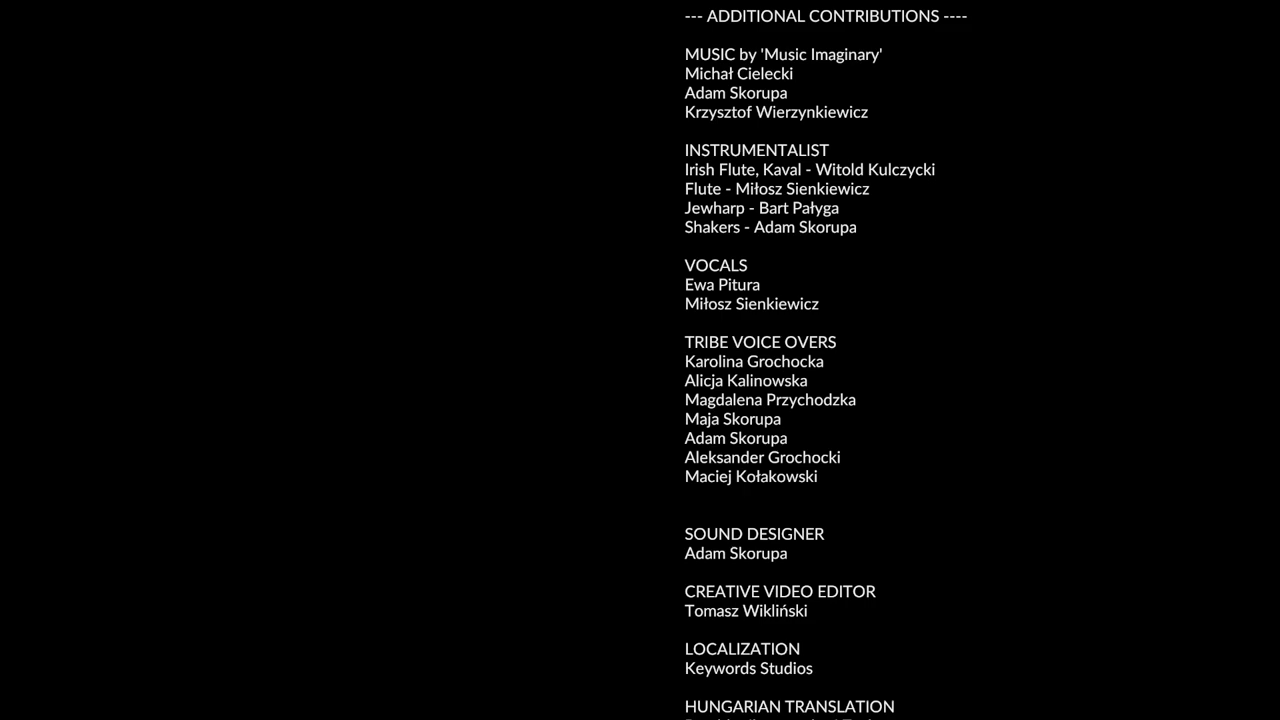 --- ADDITIONAL CONTRIBUTIONS ----
MUSIC by 'Music Imaginary'
Michał Cielecki
Adam Skorupa
Krzysztof Wierzynkiewicz
INSTRUMENTALIST
Irish Flute, Kaval - Witold Kulczycki
Flute - Miłosz Sienkiewicz
Jewharp - Bart Pałyga
Shakers - Adam Skorupa
VOCALS
Ewa Pitura
Miłosz Sienkiewicz
TRIBE VOICE OVERS
Karolina Grochocka
Alicja Kalinowska
Magdalena Przychodzka
Maja Skorupa
Adam Skorupa
Aleksander Grochocki
Maciej Kołakowski
SOUND DESIGNER
Adam Skorupa
CREATIVE VIDEO EDITOR
Tomasz Wikliński
LOCALIZATION
Keywords Studios
HUNGARIAN TRANSLATION